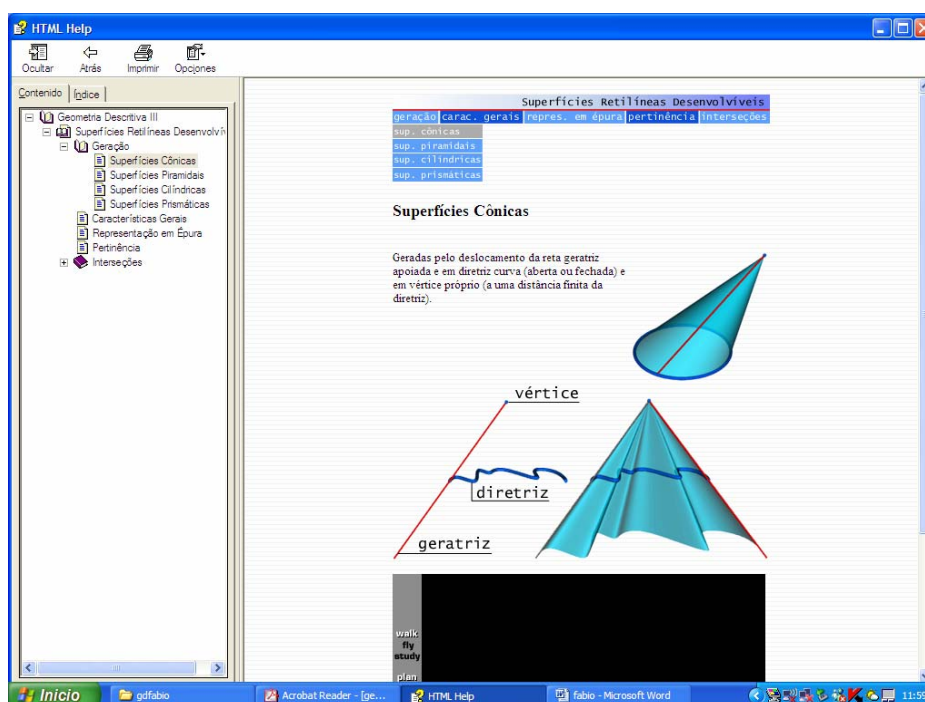 HTML Help
Ocultar Atrás Imprimir Opciones
Contenido Índice
Geometria Descritiva III
Superfícies Retilíneas Desenvolví
Geração
Superfícies Cônicas
Superfícies Piramidais
Superfícies Cilíndricas
Superfícies Prismáticas
Características Gerais
Representação em Épura
Pertinência
Interseções
Superfícies Retilíneas Desenvolvíveis
geração carac. gerais repres. em épura pertinência interseções
sup. cônicas
sup. piramidais
sup. cilíndricas
sup. prismáticas
Superfícies Cônicas
Geradas pelo deslocamento da reta geratriz
apoiada e em diretriz curva (aberta ou fechada) e
em vértice próprio (a uma distância finita da
diretriz).
vértice
diretriz
geratriz
walk
fly
study
plan
Inicio gdfabio Acrobat Reader - [ge... HTML Help fabio - Microsoft Word 11:59